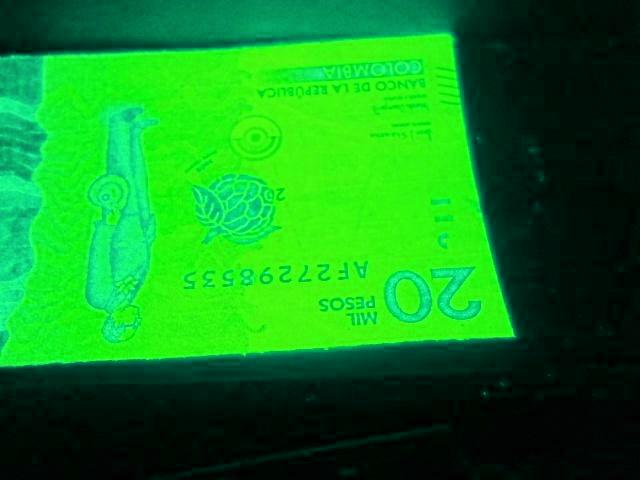 20 MIL
PESOS
AF27298535
20
BANCO DE LA REPÚBLICA
COLOMBIA